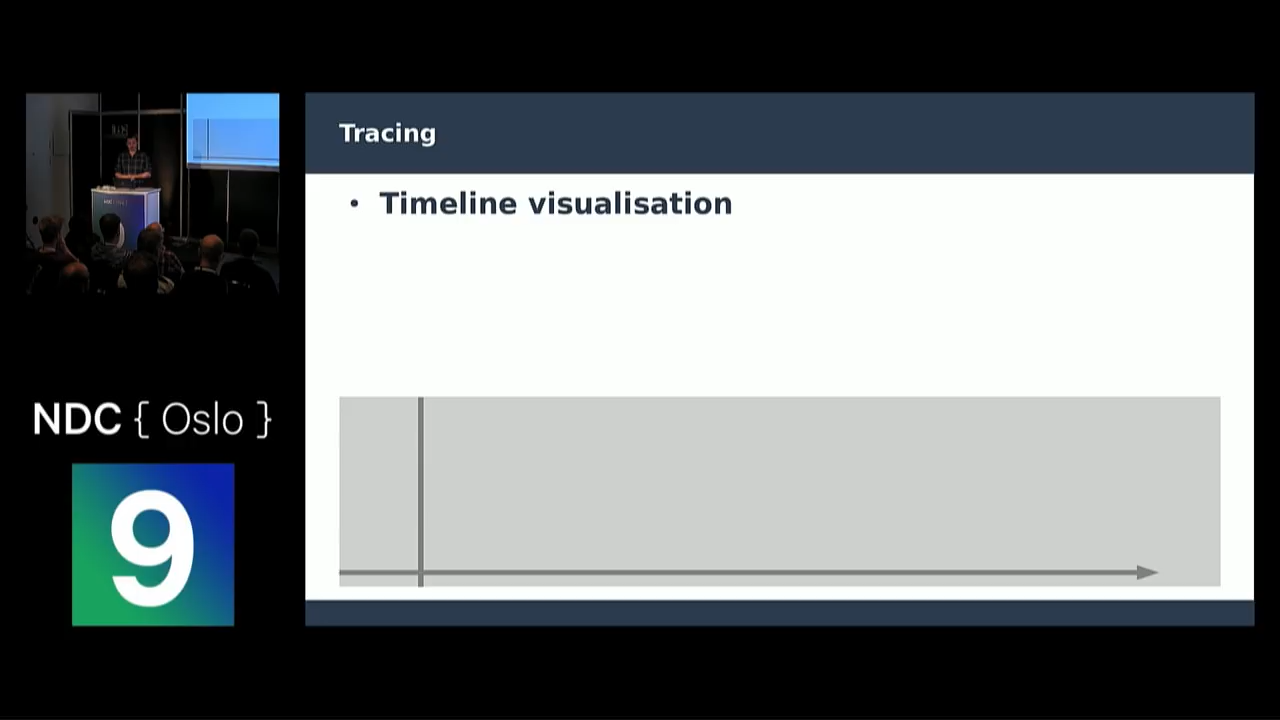 Tracing
• Timeline visualisation
NDC { Oslo }
9